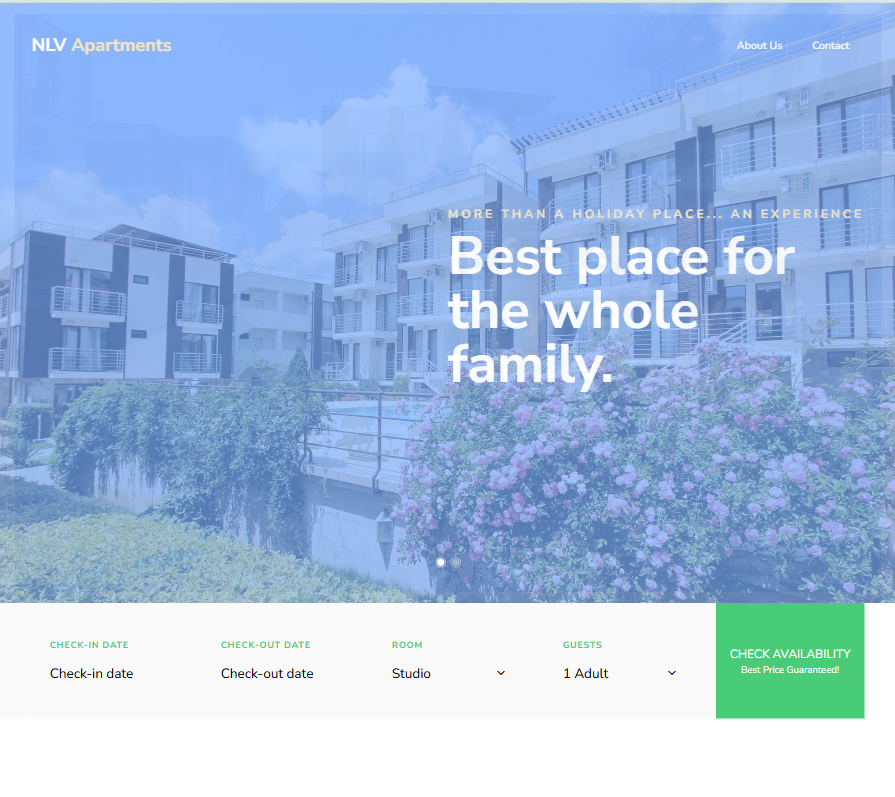 NLV Apartments
About Us
Contact
MORE THAN A HOLIDAY PLACE... AN EXPERIENCE
Best place for
the whole
family.
CHECK-IN DATE
Check-in date
CHECK-OUT DATE
Check-out date
ROOM
Studio
GUESTS
1 Adult
CHECK AVAILABILITY
Best Price Guaranteed!